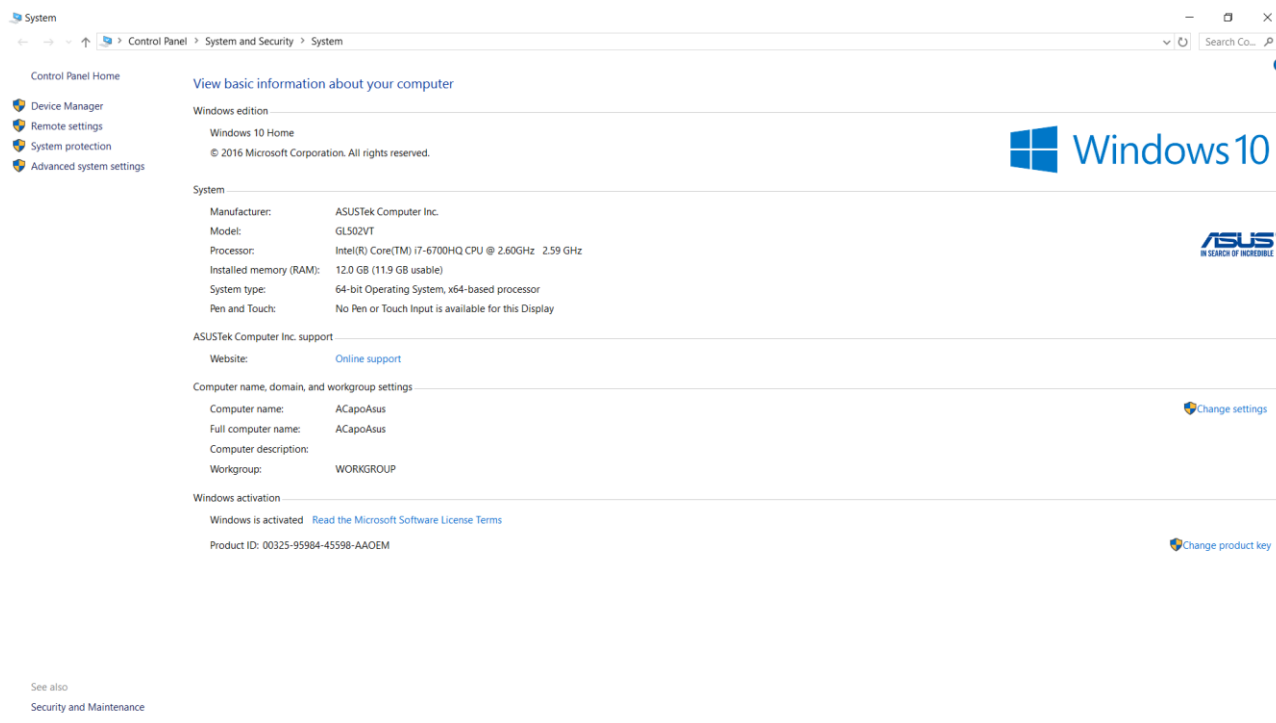 System
Control Panel > System and Security > System
Search Co...
Control Panel Home
Device Manager
Remote settings
System protection
Advanced system settings
View basic information about your computer
Windows edition
Windows 10 Home
© 2016 Microsoft Corporation. All rights reserved.
Windows 10
System
Manufacturer: ASUSTek Computer Inc.
Model: GL502VT
Processor: Intel(R) Core(TM) i7-6700HQ CPU @ 2.60GHz 2.59 GHz
Installed memory (RAM): 12.0 GB (11.9 GB usable)
System type: 64-bit Operating System, x64-based processor
Pen and Touch: No Pen or Touch Input is available for this Display
ASUS
IN SEARCH OF INCREDIBLE
ASUSTek Computer Inc. support
Website: Online support
Computer name, domain, and workgroup settings
Computer name: ACapoAsus
Change settings
Full computer name: ACapoAsus
Computer description:
Workgroup: WORKGROUP
Windows activation
Windows is activated Read the Microsoft Software License Terms
Product ID: 00325-95984-45598-AAOEM
Change product key
See also
Security and Maintenance